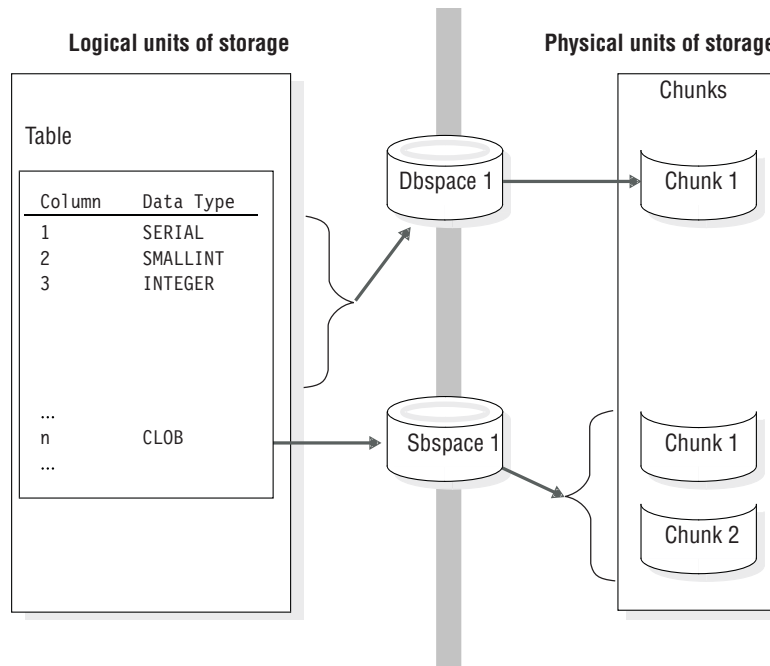 Logical units of storage
Physical units of storage
Table
Column Data Type
1 SERIAL
2 SMALLINT
3 INTEGER
...
n CLOB
...
Dbspace 1
Sbspace 1
Chunks
Chunk 1
Chunk 1
Chunk 2